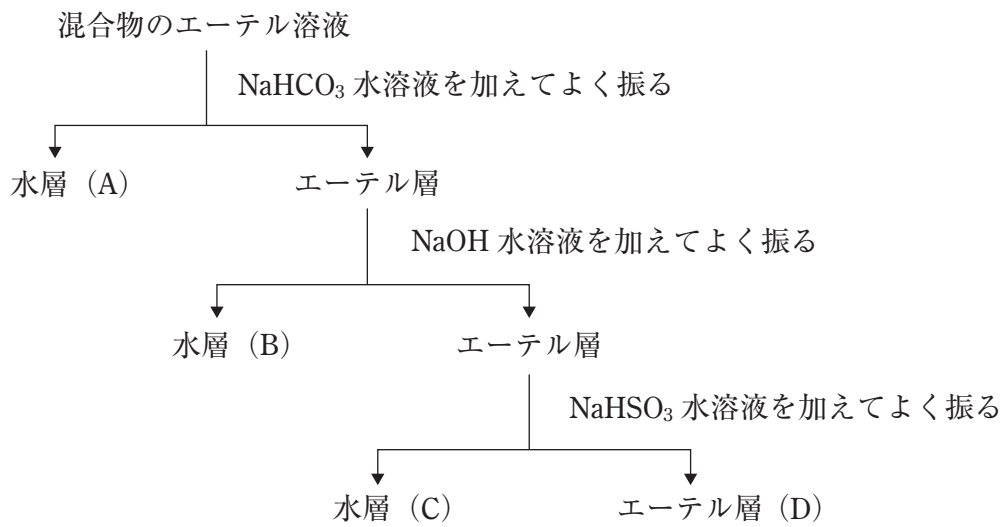 混合物のエーテル溶液
NaHCO₃ 水溶液を加えてよく振る
水層（A）
エーテル層
NaOH 水溶液を加えてよく振る
水層（B）
エーテル層
NaHSO₃ 水溶液を加えてよく振る
水層（C）
エーテル層（D）